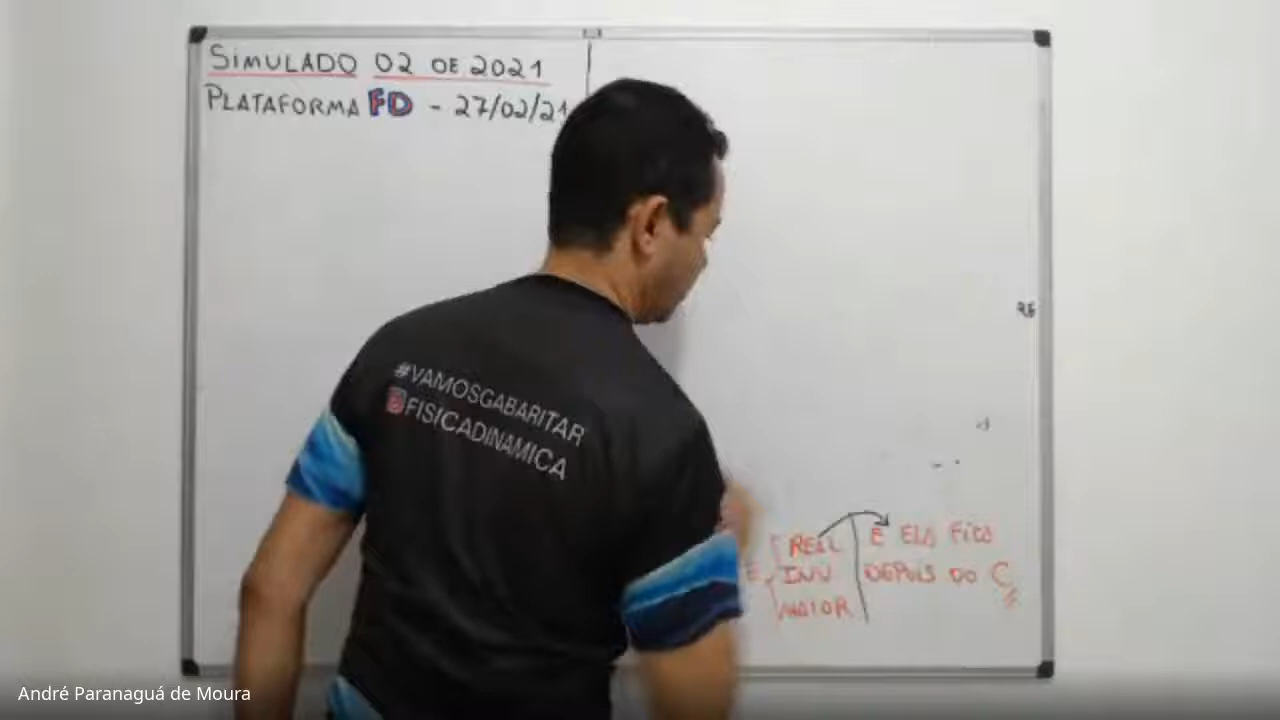 SIMULADO 02 DE 2021
PLATAFORMA FD - 27/02/21
#VAMOSGABARITAR
FISICADINAMICA
REAL
INV
MAIOR
E ELA FICA
DEPOIS DO C
André Paranaguá de Moura